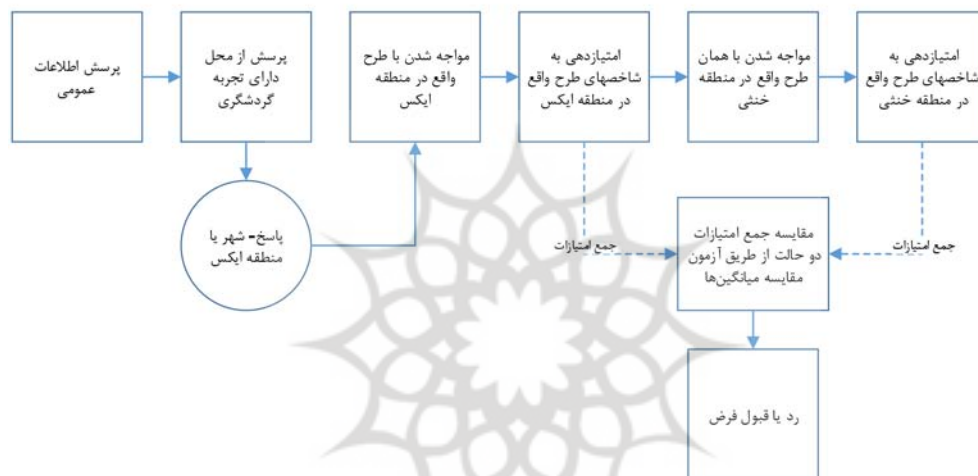 پرسش اطلاعات
عمومی
پرسش از محل
دارای تجربه
گردشگری
مواجه شدن با طرح
واقع در منطقه
ایکس
امتیازدهی به
شاخصهای طرح واقع
در منطقه ایکس
مواجه شدن با همان
طرح واقع در منطقه
خنثی
امتیازدهی به
شاخصهای طرح واقع
در منطقه خنثی
پاسخ- شهر یا
منطقه ایکس
جمع امتیازات
مقایسه جمع امتیازات
دو حالت از طریق آزمون
مقایسه میانگین‌ها
جمع امتیازات
رد یا قبول فرض